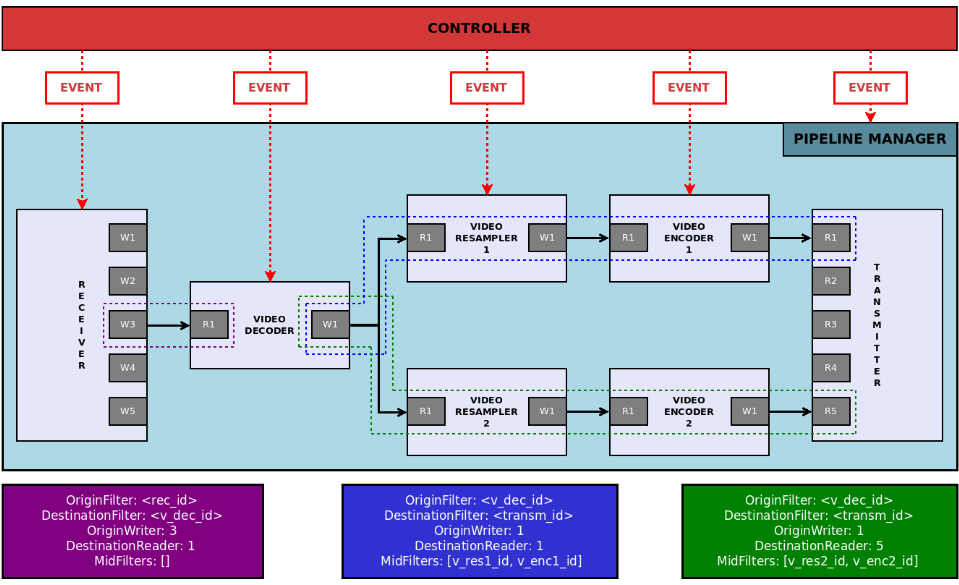 CONTROLLER
EVENT
EVENT
EVENT
EVENT
EVENT
PIPELINE MANAGER
RECEIVER
W1
W2
W3
W4
W5
R1
VIDEO
DECODER
W1
R1
VIDEO
RESAMPLER
1
W1
R1
VIDEO
ENCODER
1
W1
R1
VIDEO
RESAMPLER
2
W1
R1
VIDEO
ENCODER
2
W1
R1
R2
R3
R4
R5
TRANSMITTER
OriginFilter: <rec_id>
DestinationFilter: <v_dec_id>
OriginWriter: 3
DestinationReader: 1
MidFilters: []
OriginFilter: <v_dec_id>
DestinationFilter: <transm_id>
OriginWriter: 1
DestinationReader: 1
MidFilters: [v_res1_id, v_enc1_id]
OriginFilter: <v_dec_id>
DestinationFilter: <transm_id>
OriginWriter: 1
DestinationReader: 5
MidFilters: [v_res2_id, v_enc2_id]